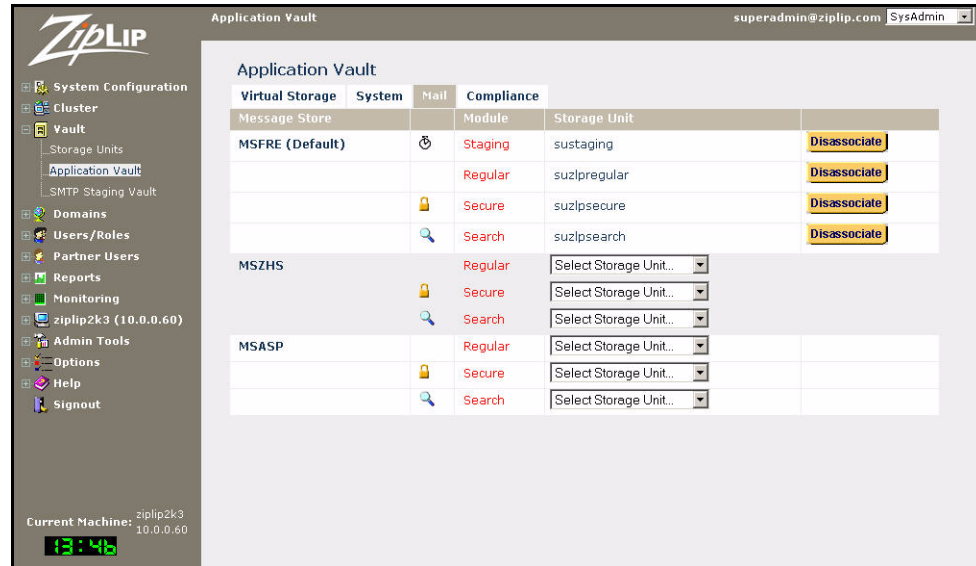 ZipLip
Application Vault
superadmin@ziplip.com SysAdmin
System Configuration
Cluster
Vault
Storage Units
Application Vault
SMTP Staging Vault
Domains
Users/Roles
Partner Users
Reports
Monitoring
ziplip2k3 (10.0.0.60)
Admin Tools
Options
Help
Signout
Current Machine: ziplip2k3
10.0.0.60
13:46
Application Vault
Virtual Storage System Mail Compliance
Message Store Module Storage Unit
MSFRE (Default) Staging sustaging Disassociate
Regular suzlpregular Disassociate
Secure suzlpsecure Disassociate
Search suzlpsearch Disassociate
MSZHS Regular Select Storage Unit...
Secure Select Storage Unit...
Search Select Storage Unit...
MSASP Regular Select Storage Unit...
Secure Select Storage Unit...
Search Select Storage Unit...